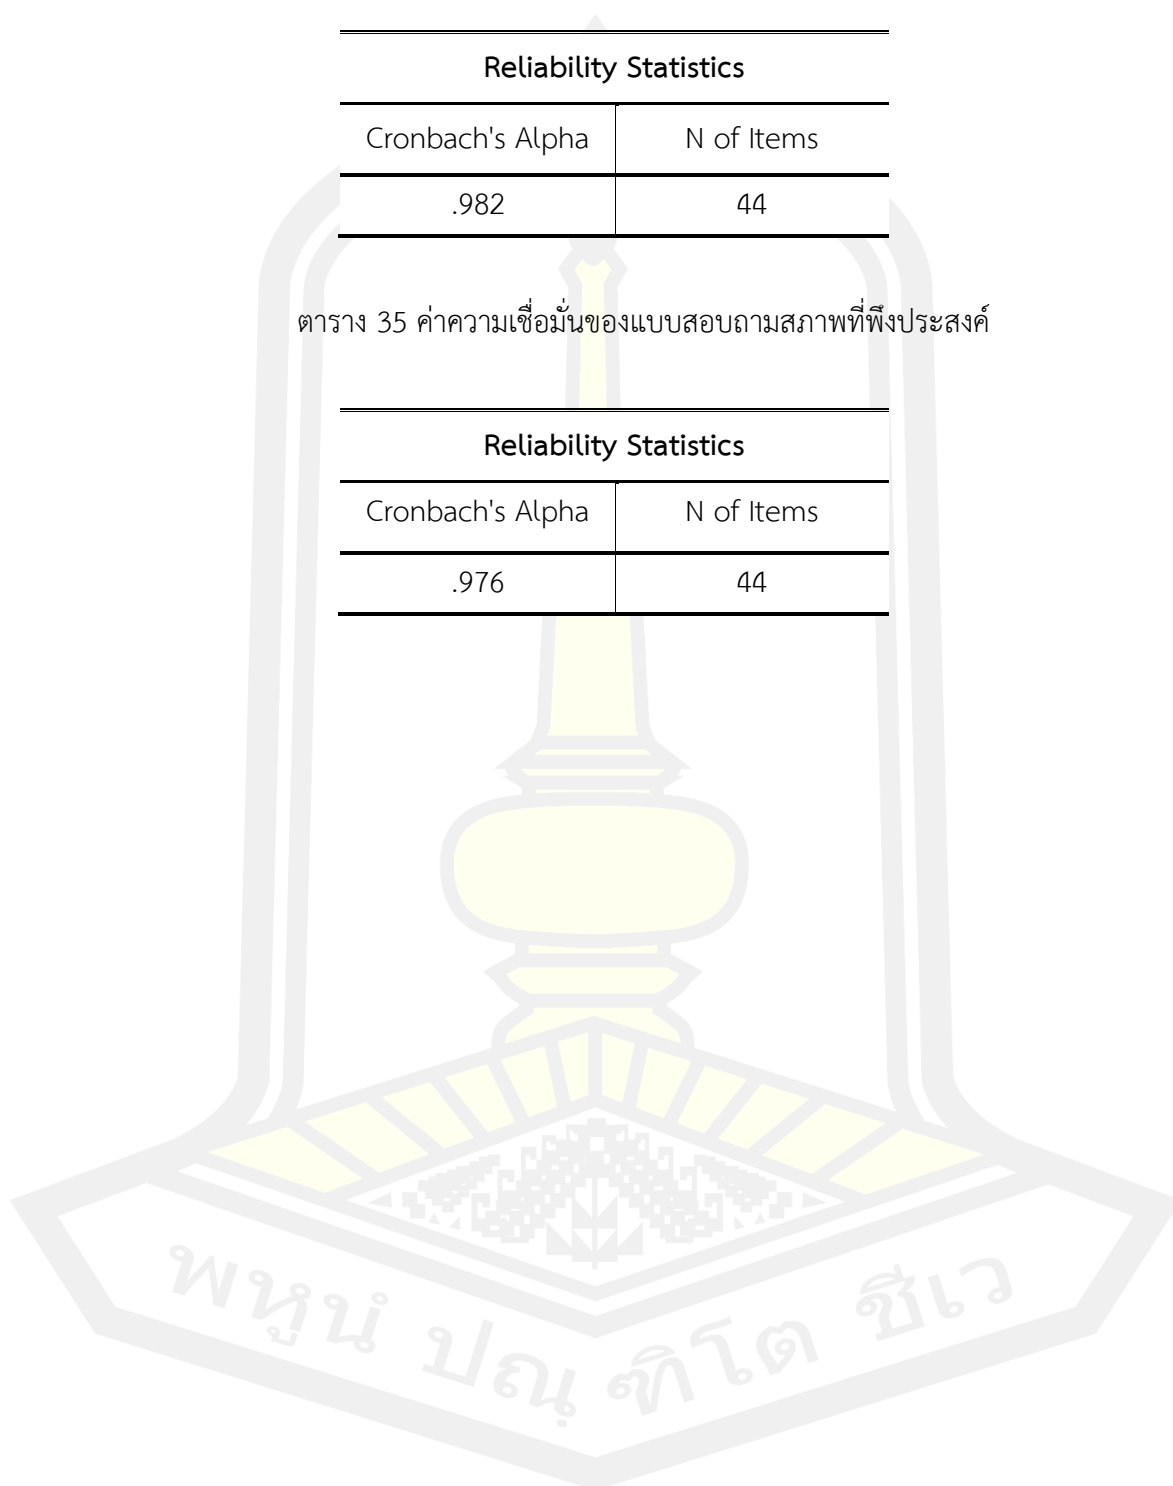 Reliability Statistics
Cronbach's Alpha N of Items
.982 44
ตาราง 35 ค่าความเชื่อมั่นของแบบสอบถามสภาพที่พึงประสงค์
Reliability Statistics
Cronbach's Alpha N of Items
.976 44
พหูนํ ปณฺฑิโต ชีเว